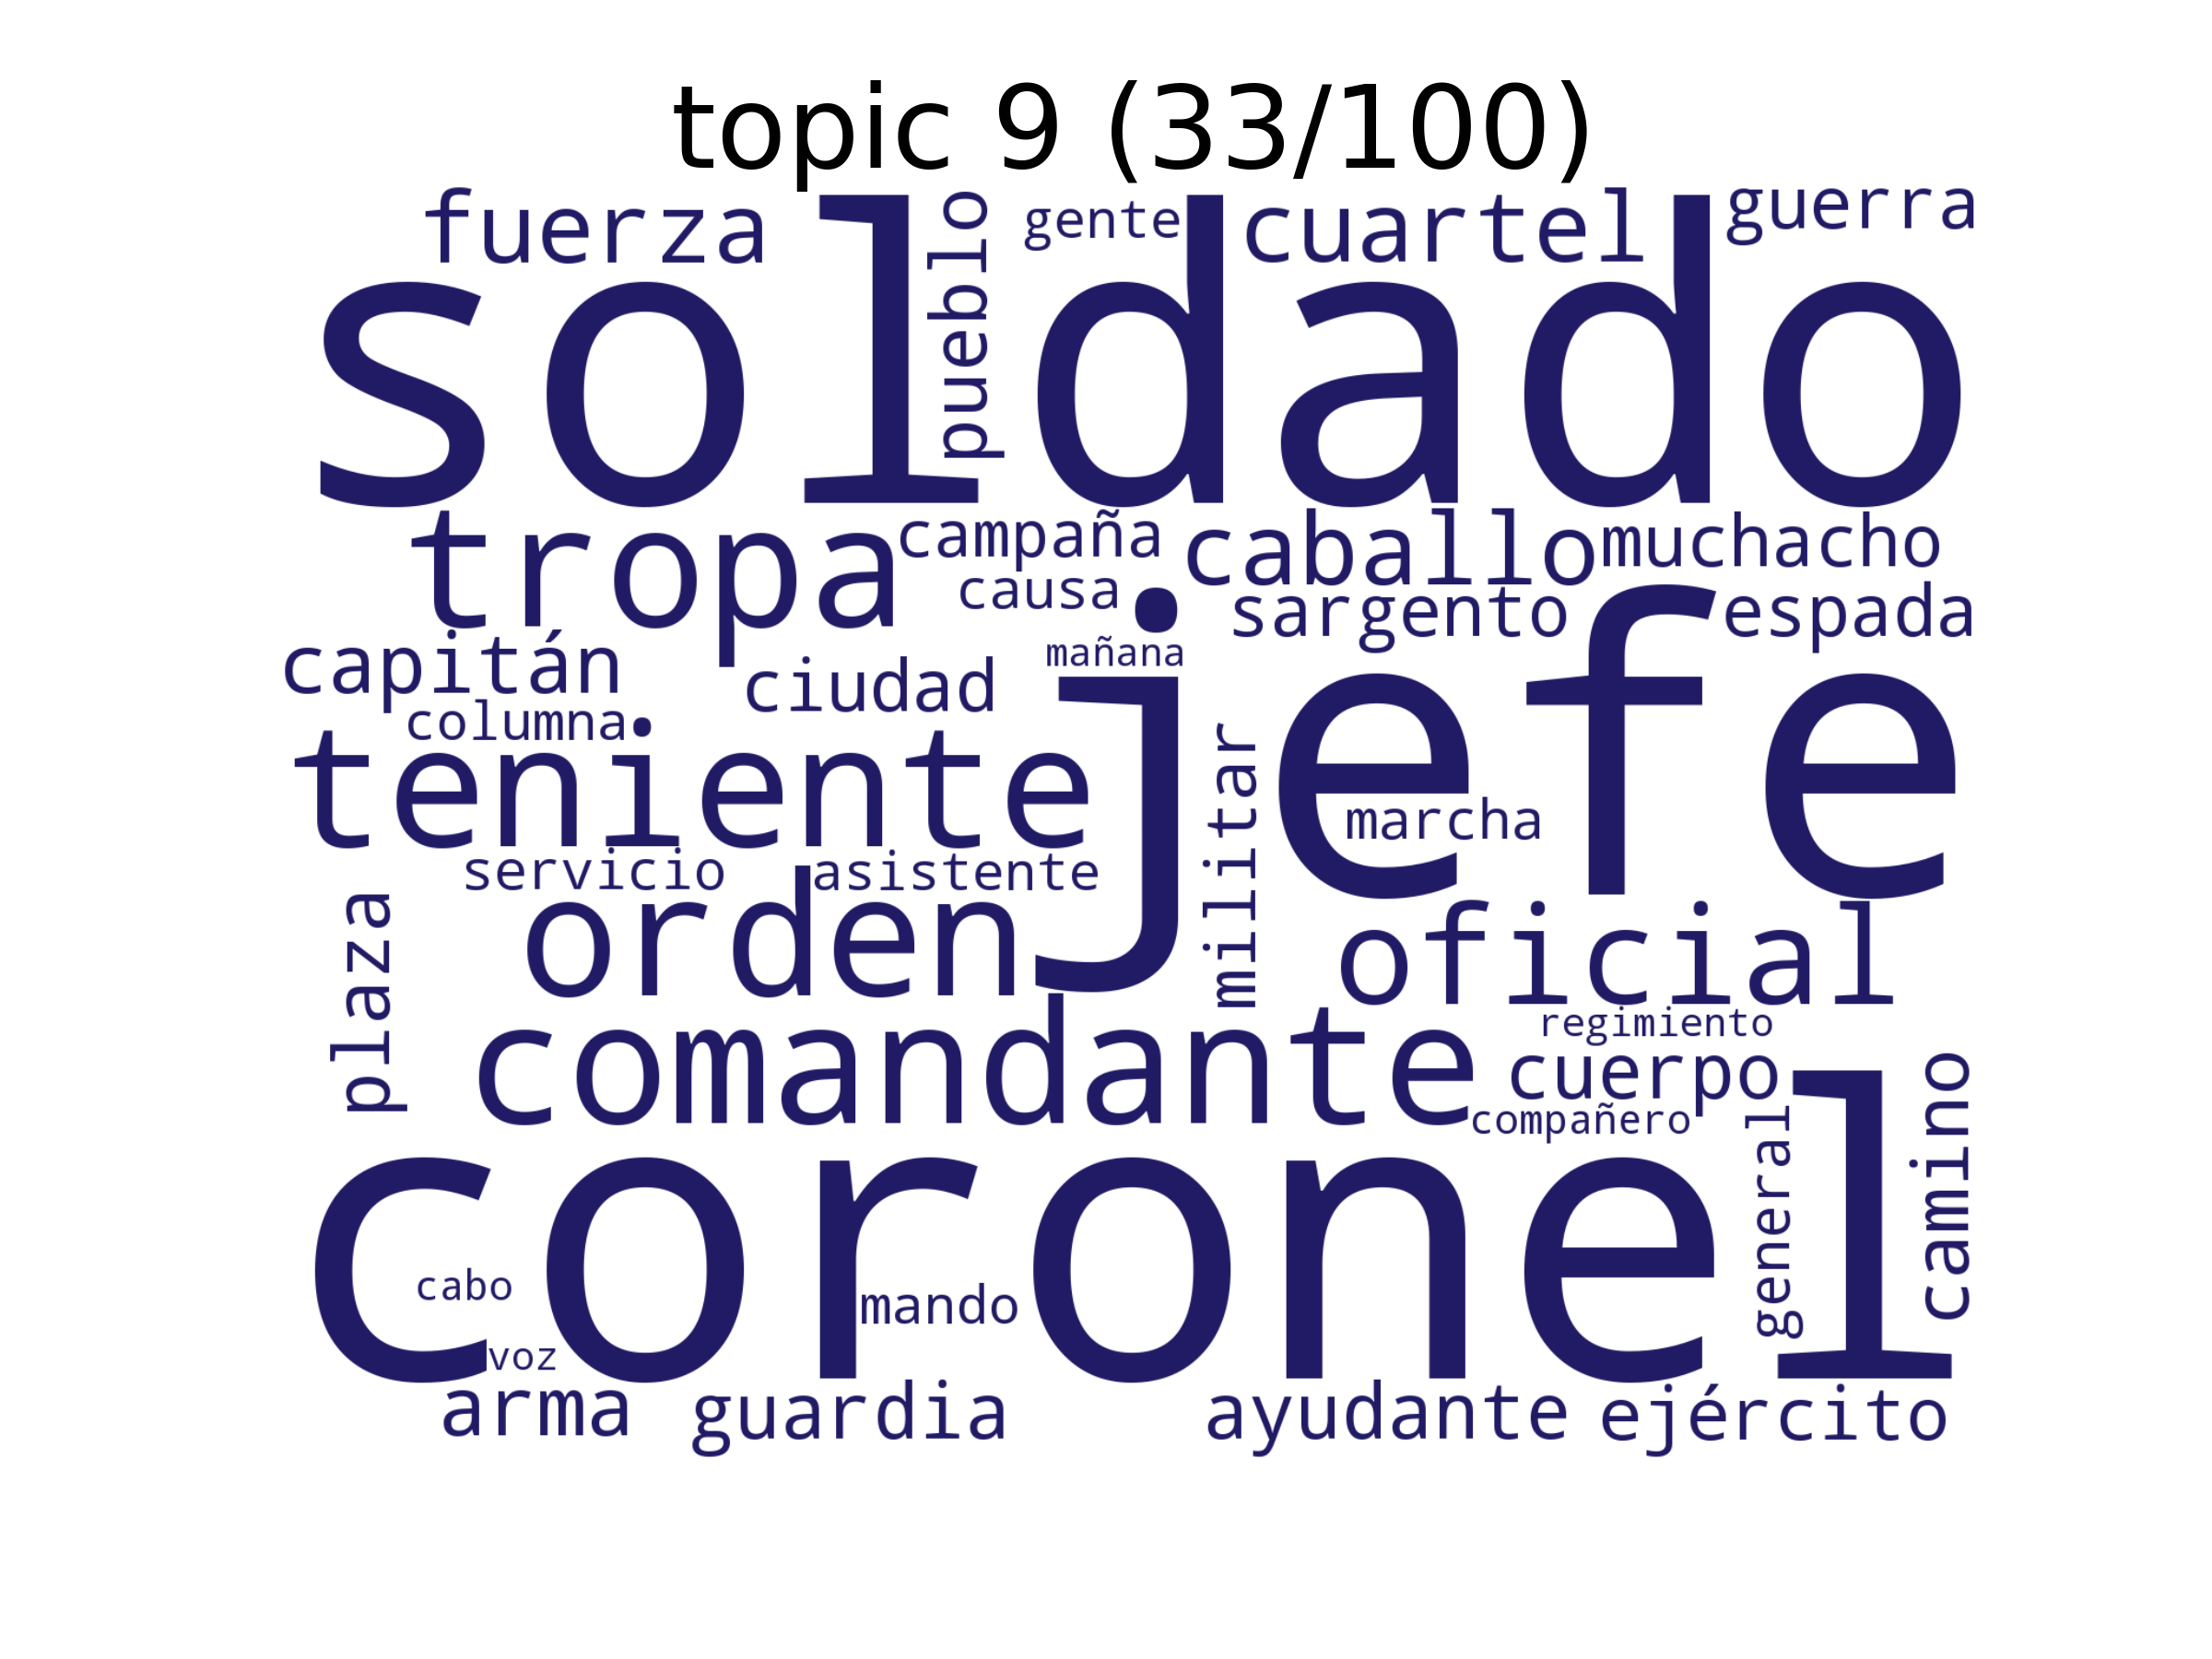 topic 9 (33/100)
fuerza
pueblo
gente
cuartel
guerra
soldado
tropa
campaña
caballo
muchacho
causa
sargento
espada
capitán
ciudad
mañana
jefe
columna
teniente
militar
marcha
servicio
asistente
plaza
orden
oficial
comandante
regimiento
cuerpo
compañero
general
camino
coronel
cabo
mando
voz
arma
guardia
ayudante
ejército